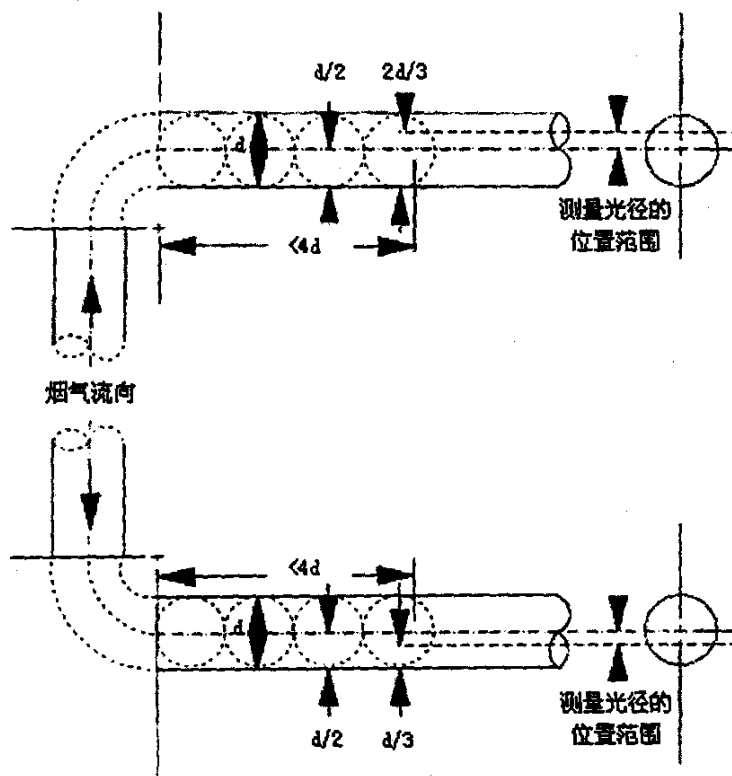 d/2
2d/3
d
测量光径的
位置范围
<4d
烟气流向
<4d
d
测量光径的
位置范围
d/2
d/3